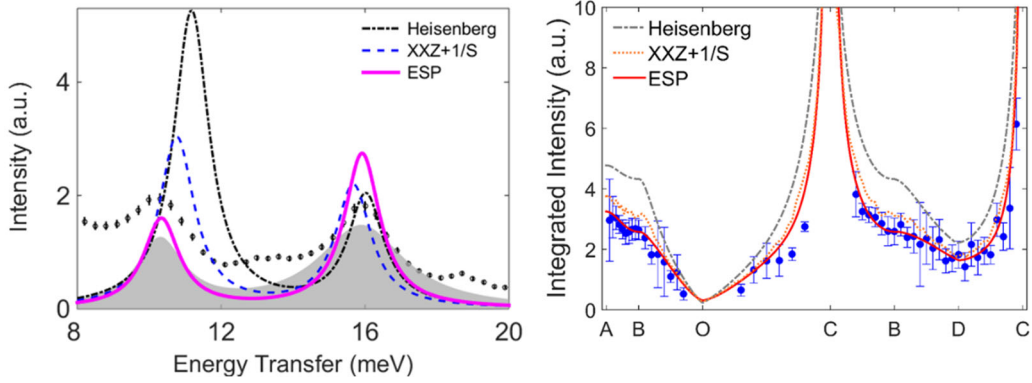 Intensity (a.u.)
4
2
0
Heisenberg
XXZ+1/S
ESP
8
12
16
20
Energy Transfer (meV)
Integrated Intensity (a.u.)
10
8
6
4
2
0
Heisenberg
XXZ+1/S
ESP
A
B
O
C
B
D
C